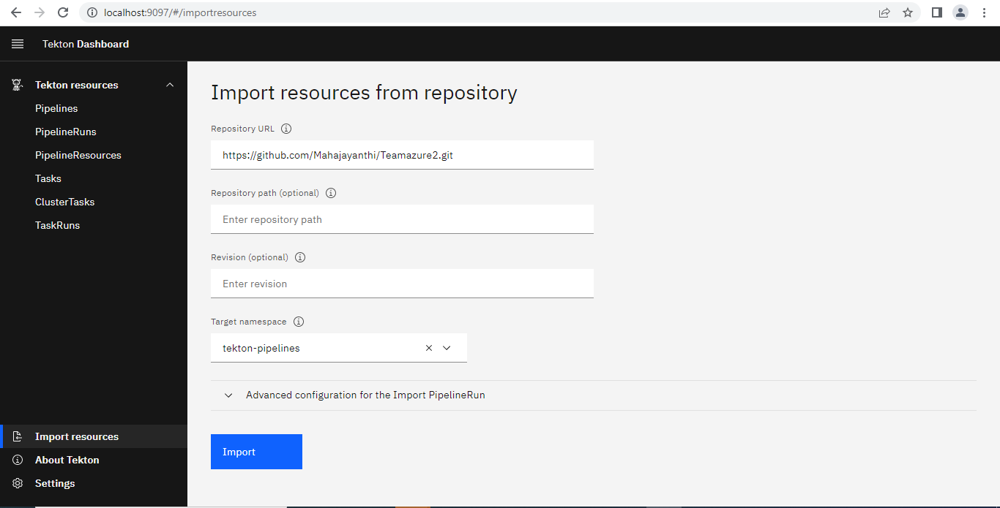 localhost:9097/#/importresources
Tekton Dashboard
Tekton resources
Pipelines
PipelineRuns
PipelineResources
Tasks
ClusterTasks
TaskRuns
Import resources
About Tekton
Settings
Import resources from repository
Repository URL
https://github.com/Mahajayanthi/Teamazure2.git
Repository path (optional)
Enter repository path
Revision (optional)
Enter revision
Target namespace
tekton-pipelines
Advanced configuration for the Import PipelineRun
Import